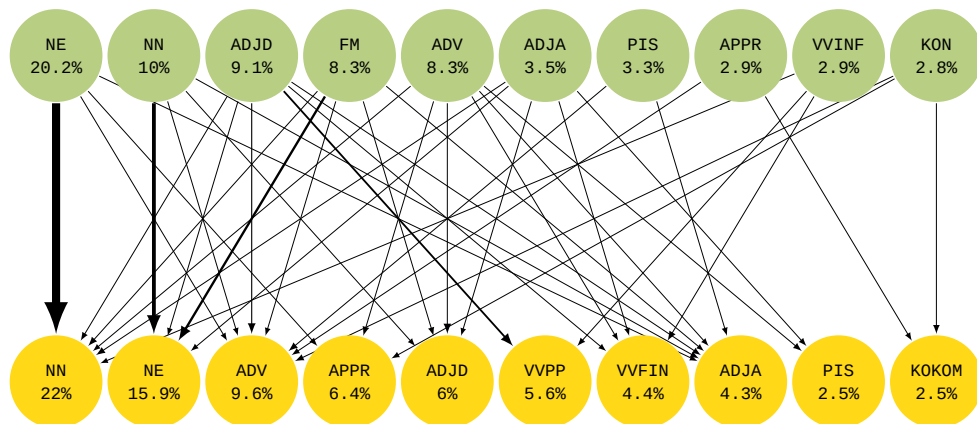 NE NN ADJD FM ADV ADJA PIS APPR VVINF KON
20.2% 10% 9.1% 8.3% 8.3% 3.5% 3.3% 2.9% 2.9% 2.8%
NN NE ADV APPR ADJD VVPP VVFIN ADJA PIS KOKOM
22% 15.9% 9.6% 6.4% 6% 5.6% 4.4% 4.3% 2.5% 2.5%